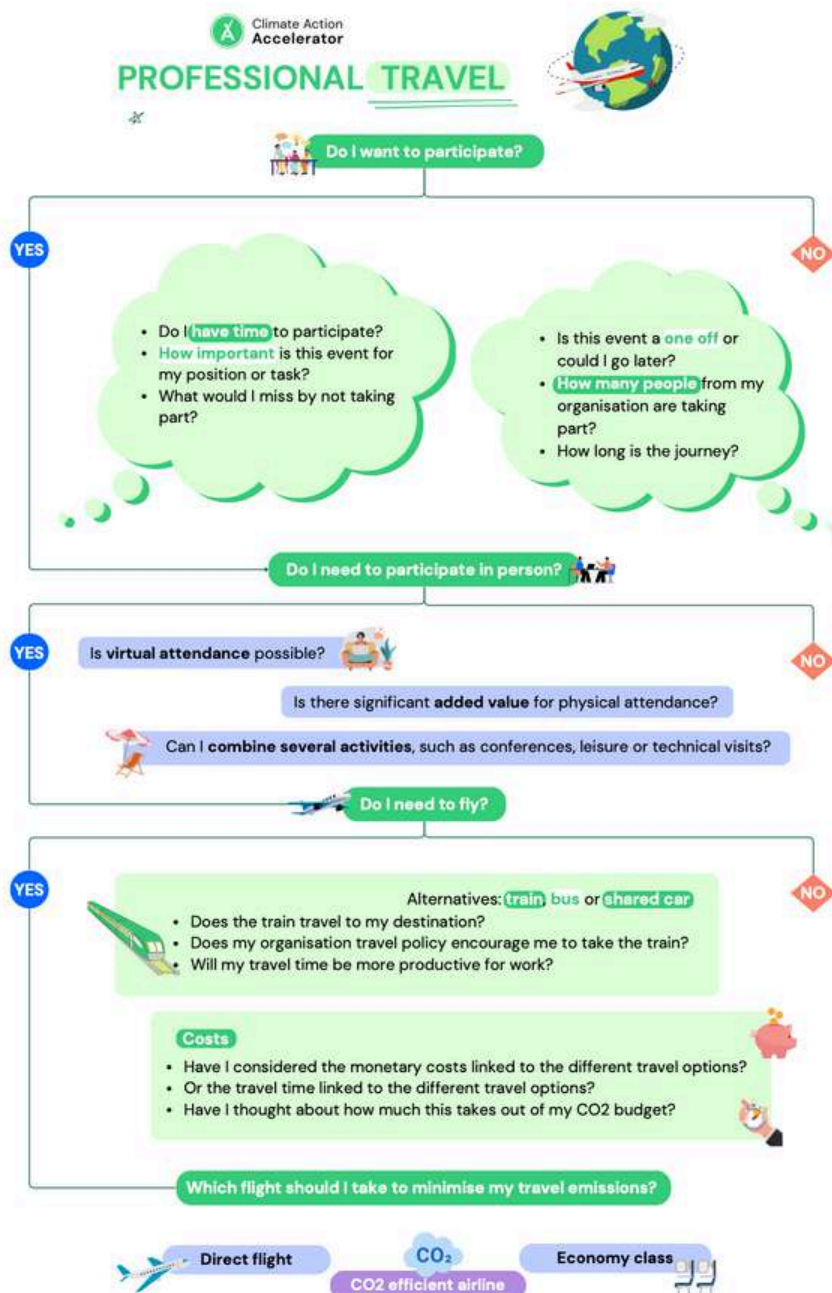 Climate Action
Accelerator
PROFESSIONAL TRAVEL
Do I want to participate?
YES
NO
• Do I have time to participate?
• How important is this event for
my position or task?
• What would I miss by not taking
part?
• Is this event a one off or
could I go later?
• How many people from my
organisation are taking
part?
• How long is the journey?
Do I need to participate in person?
YES
NO
Is virtual attendance possible?
Is there significant added value for physical attendance?
Can I combine several activities, such as conferences, leisure or technical visits?
Do I need to fly?
YES
NO
Alternatives: train, bus or shared car
• Does the train travel to my destination?
• Does my organisation travel policy encourage me to take the train?
• Will my travel time be more productive for work?
Costs
• Have I considered the monetary costs linked to the different travel options?
• Or the travel time linked to the different travel options?
• Have I thought about how much this takes out of my CO2 budget?
Which flight should I take to minimise my travel emissions?
Direct flight
CO₂
Economy class
CO2 efficient airline